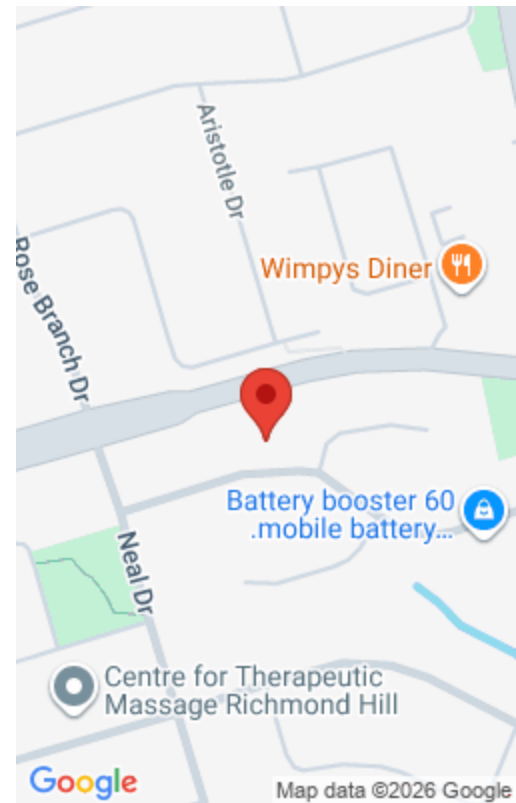 Aristotle Dr
Wimpys Diner
Rose Branch Dr
Battery booster 60
.mobile battery...
Neal Dr
Centre for Therapeutic
Massage Richmond Hill
Google
Map data ©2026 Google